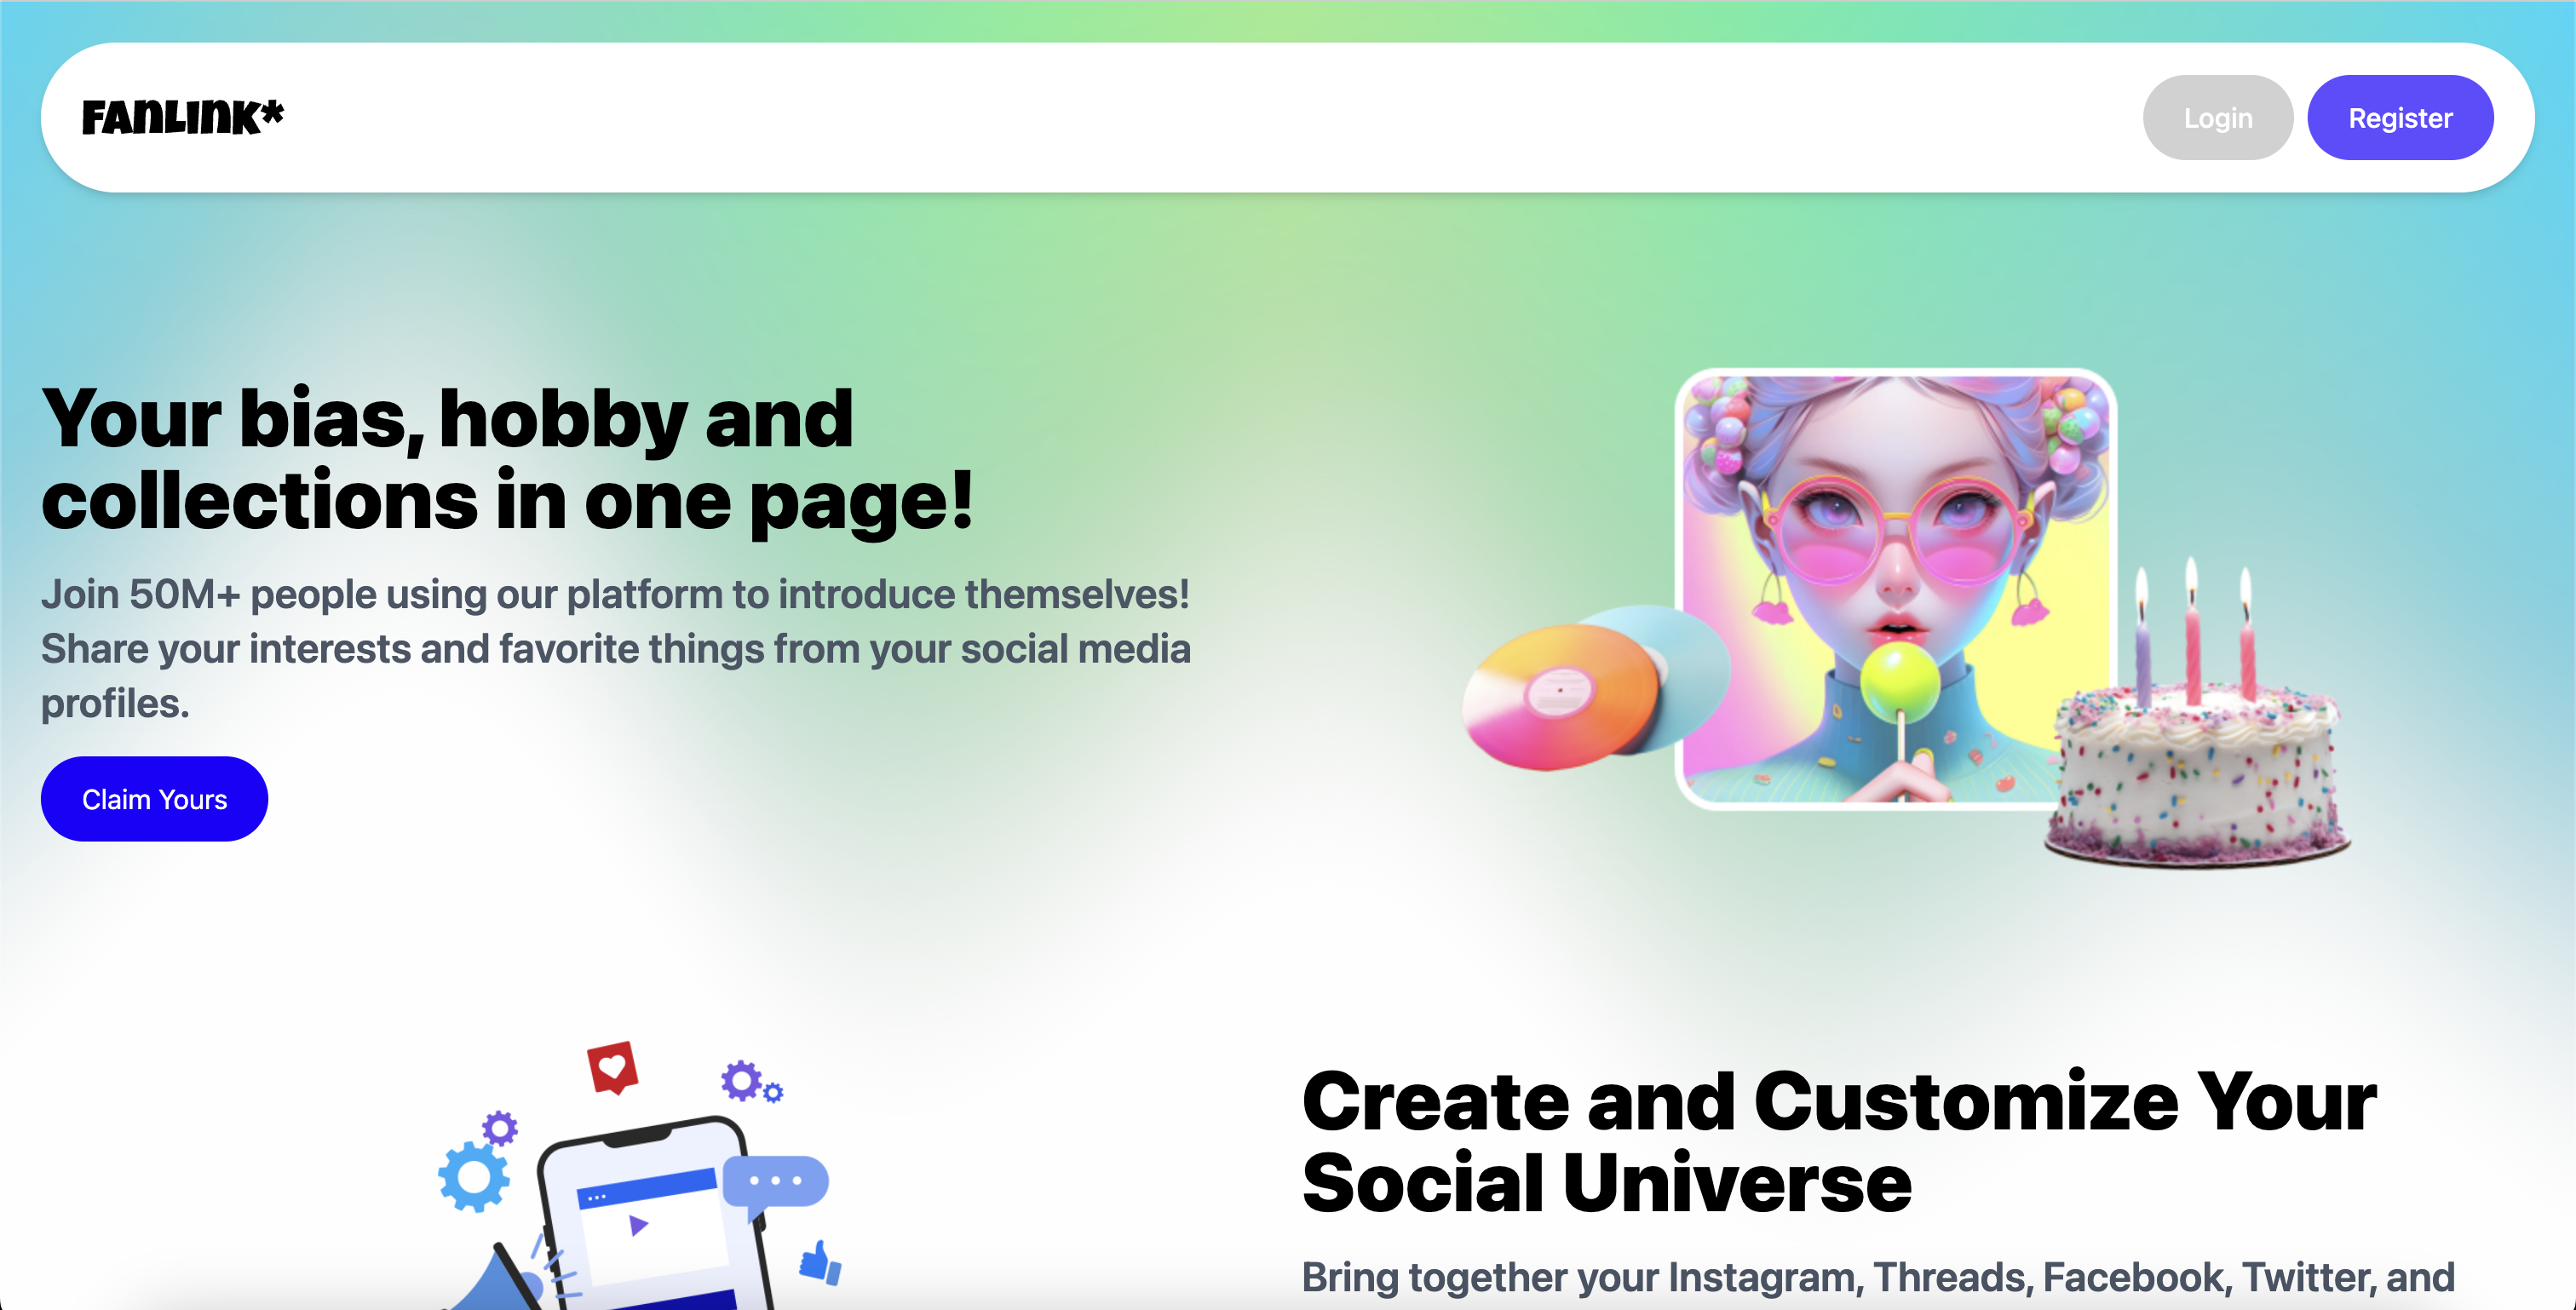 FANLINK*
Login
Register
Your bias, hobby and
collections in one page!
Join 50M+ people using our platform to introduce themselves!
Share your interests and favorite things from your social media
profiles.
Claim Yours
Create and Customize Your
Social Universe
Bring together your Instagram, Threads, Facebook, Twitter, and